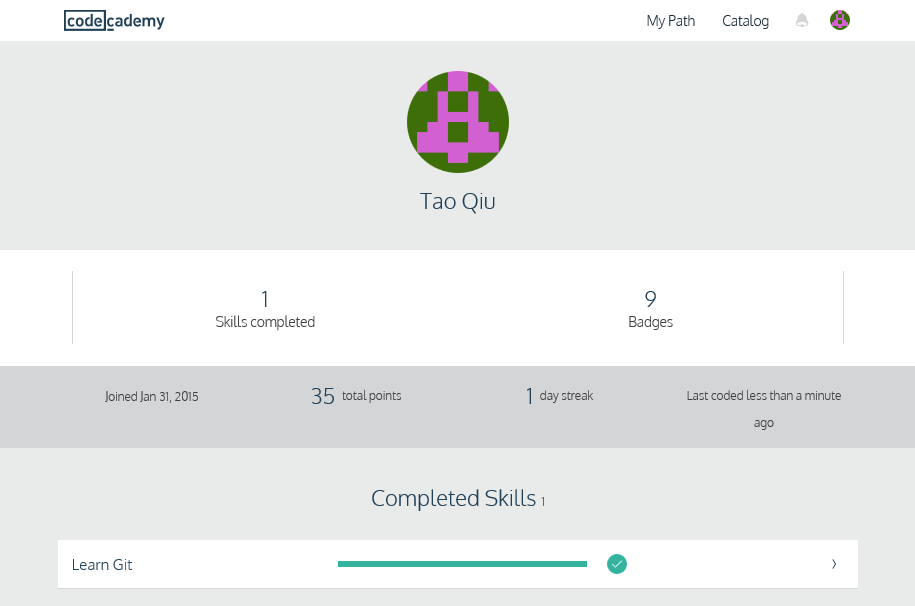 codecademy
My Path Catalog
Tao Qiu
1
Skills completed
9
Badges
Joined Jan 31, 2015
35 total points
1 day streak
Last coded less than a minute
ago
Completed Skills 1
Learn Git